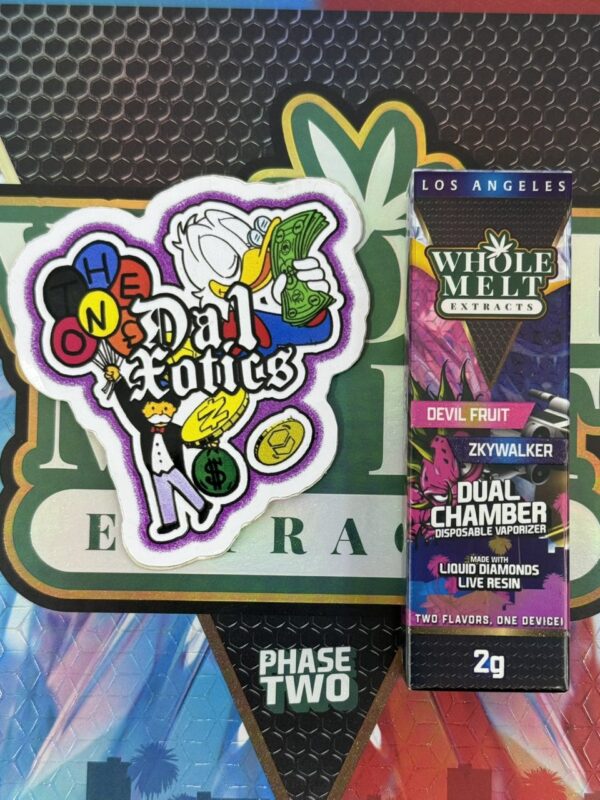 THE
ONE
Dal
Xotics
$
LOS ANGELES
WHOLE
MELT
EXTRACTS
DEVIL FRUIT
ZKYWALKER
DUAL
CHAMBER
DISPOSABLE VAPORIZER
MADE WITH
LIQUID DIAMONDS
LIVE RESIN
TWO FLAVORS, ONE DEVICE!
2g
PHASE
TWO